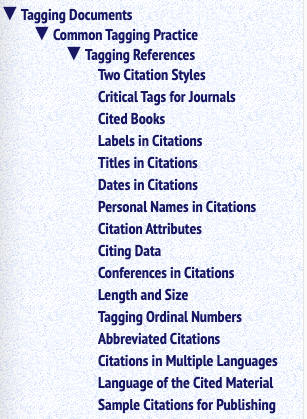 Tagging Documents
Common Tagging Practice
Tagging References
Two Citation Styles
Critical Tags for Journals
Cited Books
Labels in Citations
Titles in Citations
Dates in Citations
Personal Names in Citations
Citation Attributes
Citing Data
Conferences in Citations
Length and Size
Tagging Ordinal Numbers
Abbreviated Citations
Citations in Multiple Languages
Language of the Cited Material
Sample Citations for Publishing